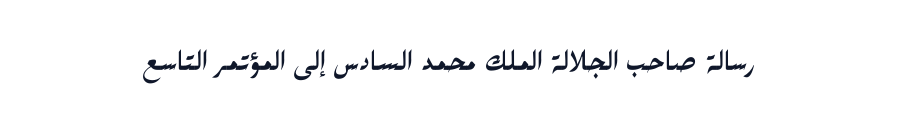 رسالة صاحب الجلالة الملك محمد السادس إلى المؤتمر التاسع